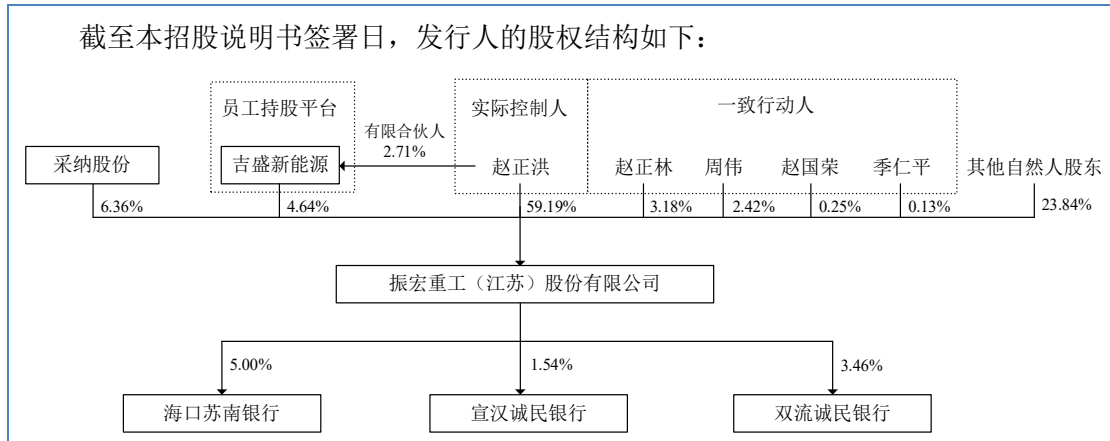 截至本招股说明书签署日，发行人的股权结构如下：
员工持股平台
实际控制人
一致行动人
有限合伙人
2.71%
采纳股份
吉盛新能源
赵正洪
赵正林
周伟
赵国荣
季仁平
其他自然人股东
6.36%
4.64%
59.19%
3.18%
2.42%
0.25%
0.13%
23.84%
振宏重工（江苏）股份有限公司
5.00%
1.54%
3.46%
海口苏南银行
宣汉诚民银行
双流诚民银行